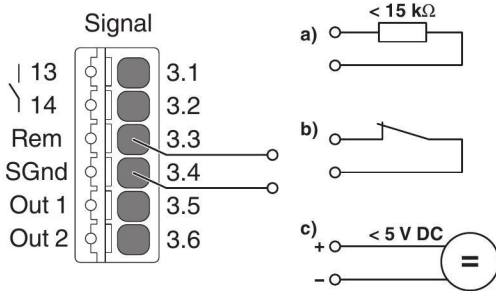 Signal
13 3.1
14 3.2
Rem 3.3
SGnd 3.4
Out 1 3.5
Out 2 3.6
a) < 15 kΩ
b)
c) + < 5 V DC
=
–